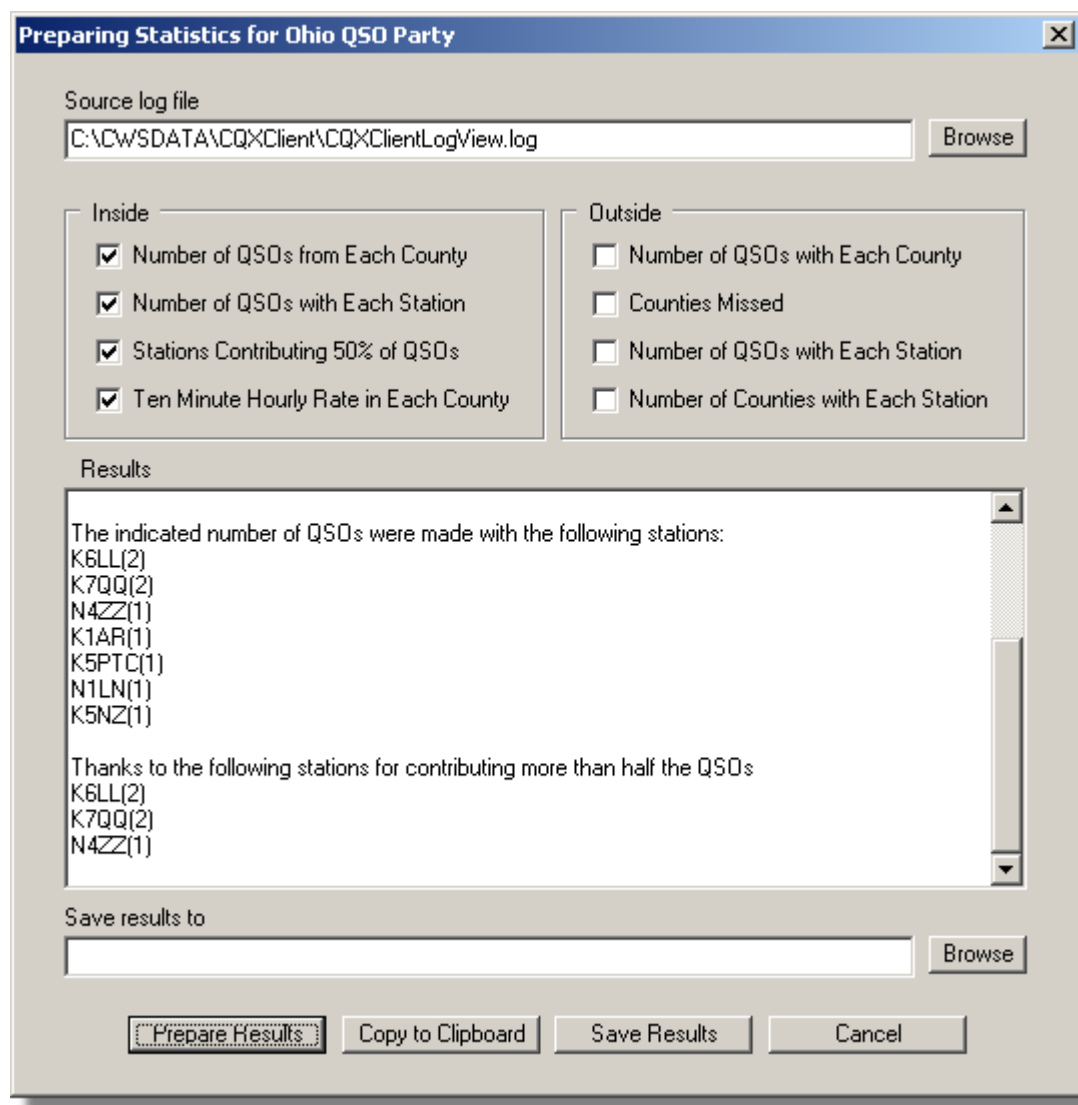 Preparing Statistics for Ohio QSO Party
Source log file
C:\CWSDATA\CQXClient\CQXClientLogView.log
Browse
Inside
Number of QSOs from Each County
Number of QSOs with Each Station
Stations Contributing 50% of QSOs
Ten Minute Hourly Rate in Each County
Outside
Number of QSOs with Each County
Counties Missed
Number of QSOs with Each Station
Number of Counties with Each Station
Results
The indicated number of QSOs were made with the following stations:
K6LL(2)
K7QQ(2)
N4ZZ(1)
K1AR(1)
K5PTC(1)
N1LN(1)
K5NZ(1)
Thanks to the following stations for contributing more than half the QSOs
K6LL(2)
K7QQ(2)
N4ZZ(1)
Save results to
Browse
Prepare Results
Copy to Clipboard
Save Results
Cancel